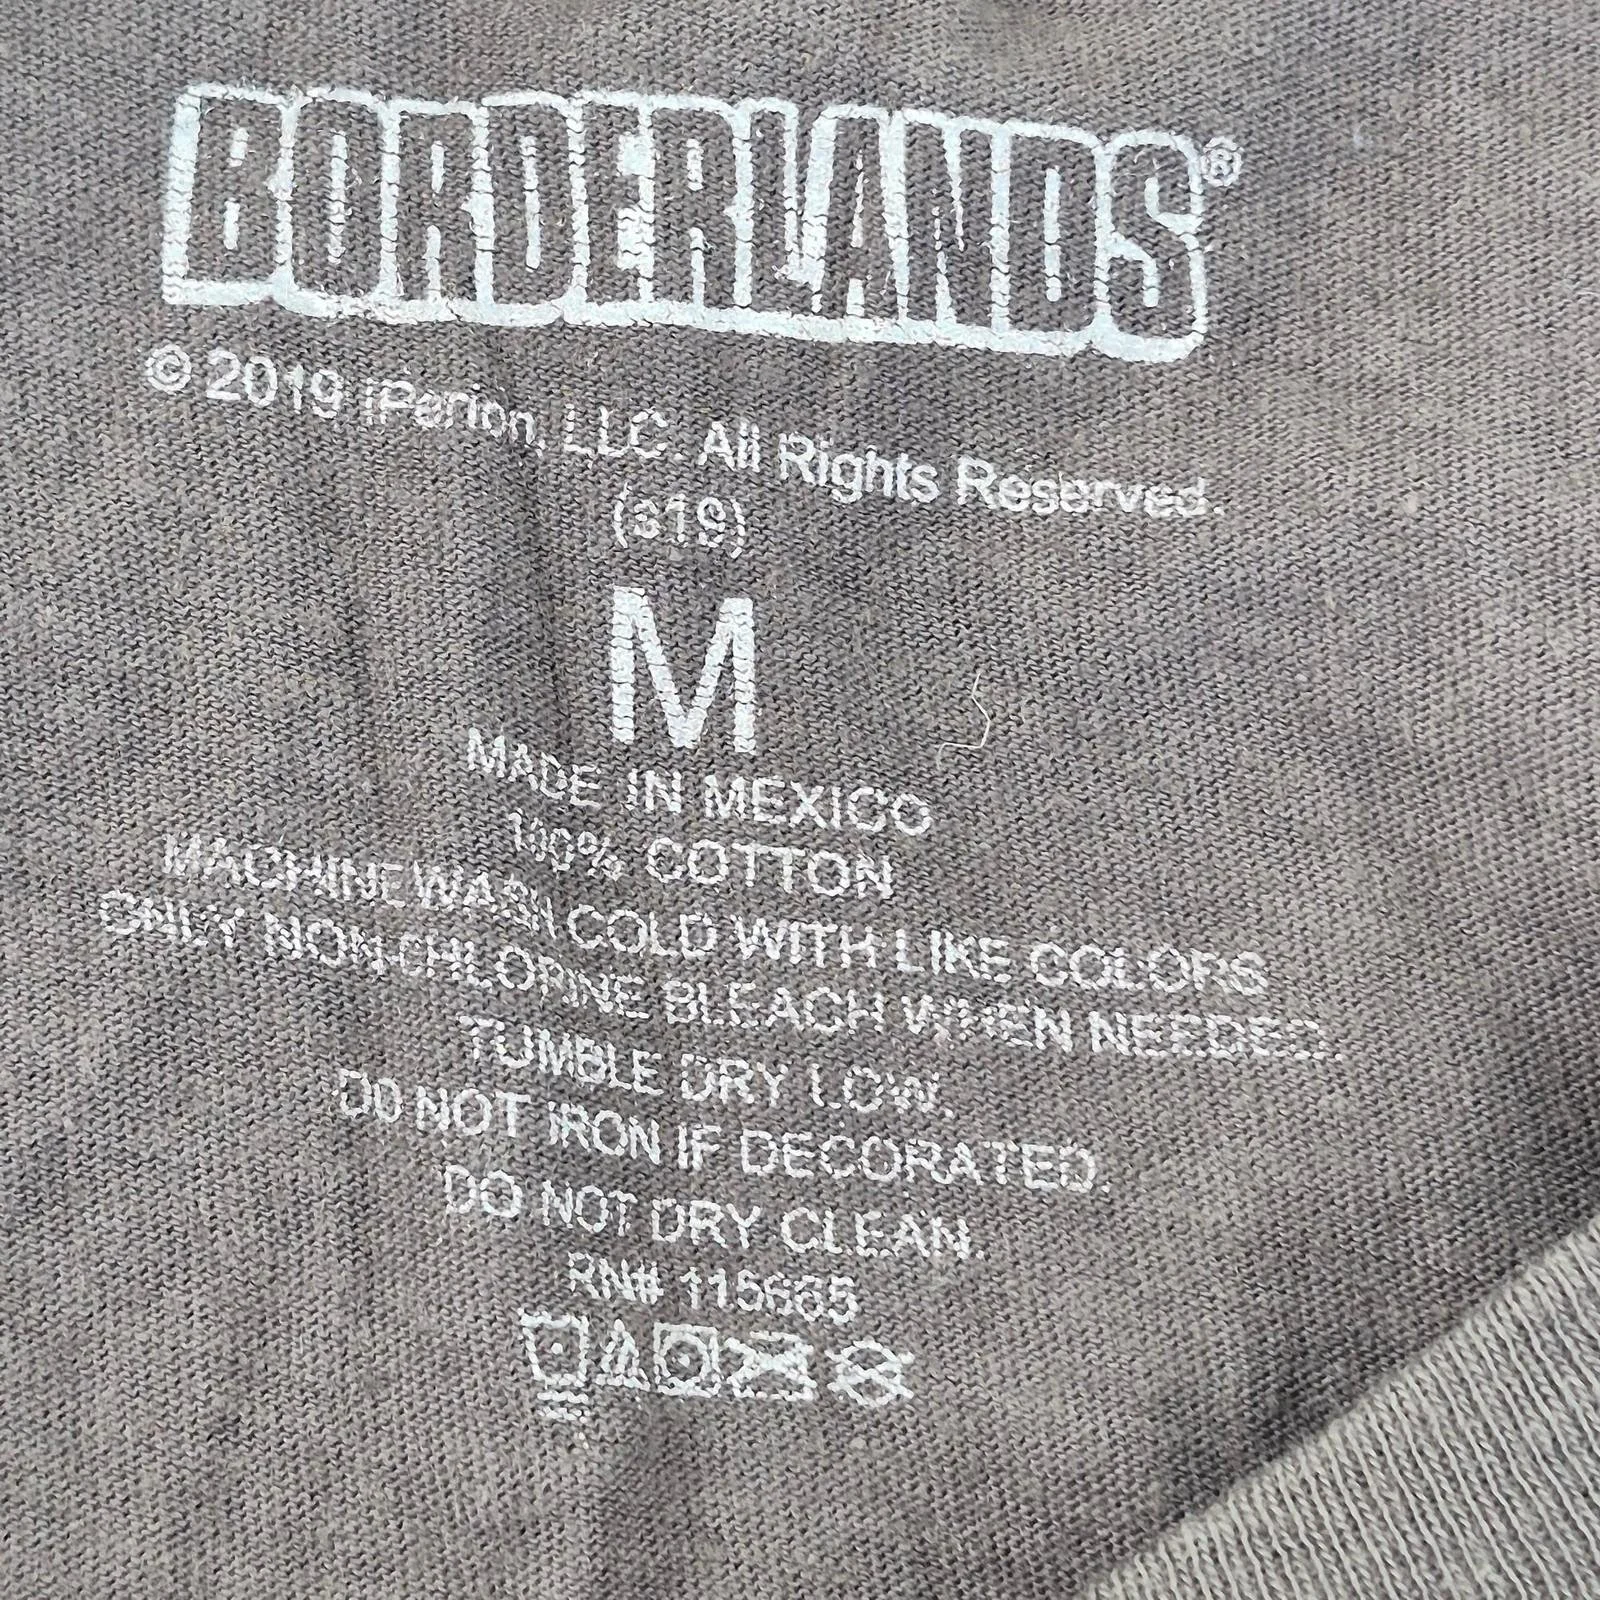 BORDERLANDS®
© 2019 iPerion, LLC. All Rights Reserved.
(s19)
M
MADE IN MEXICO
100% COTTON
MACHINE WASH COLD WITH LIKE COLORS
ONLY NON-CHLORINE BLEACH WHEN NEEDED.
TUMBLE DRY LOW.
DO NOT IRON IF DECORATED.
DO NOT DRY CLEAN.
RN# 115665